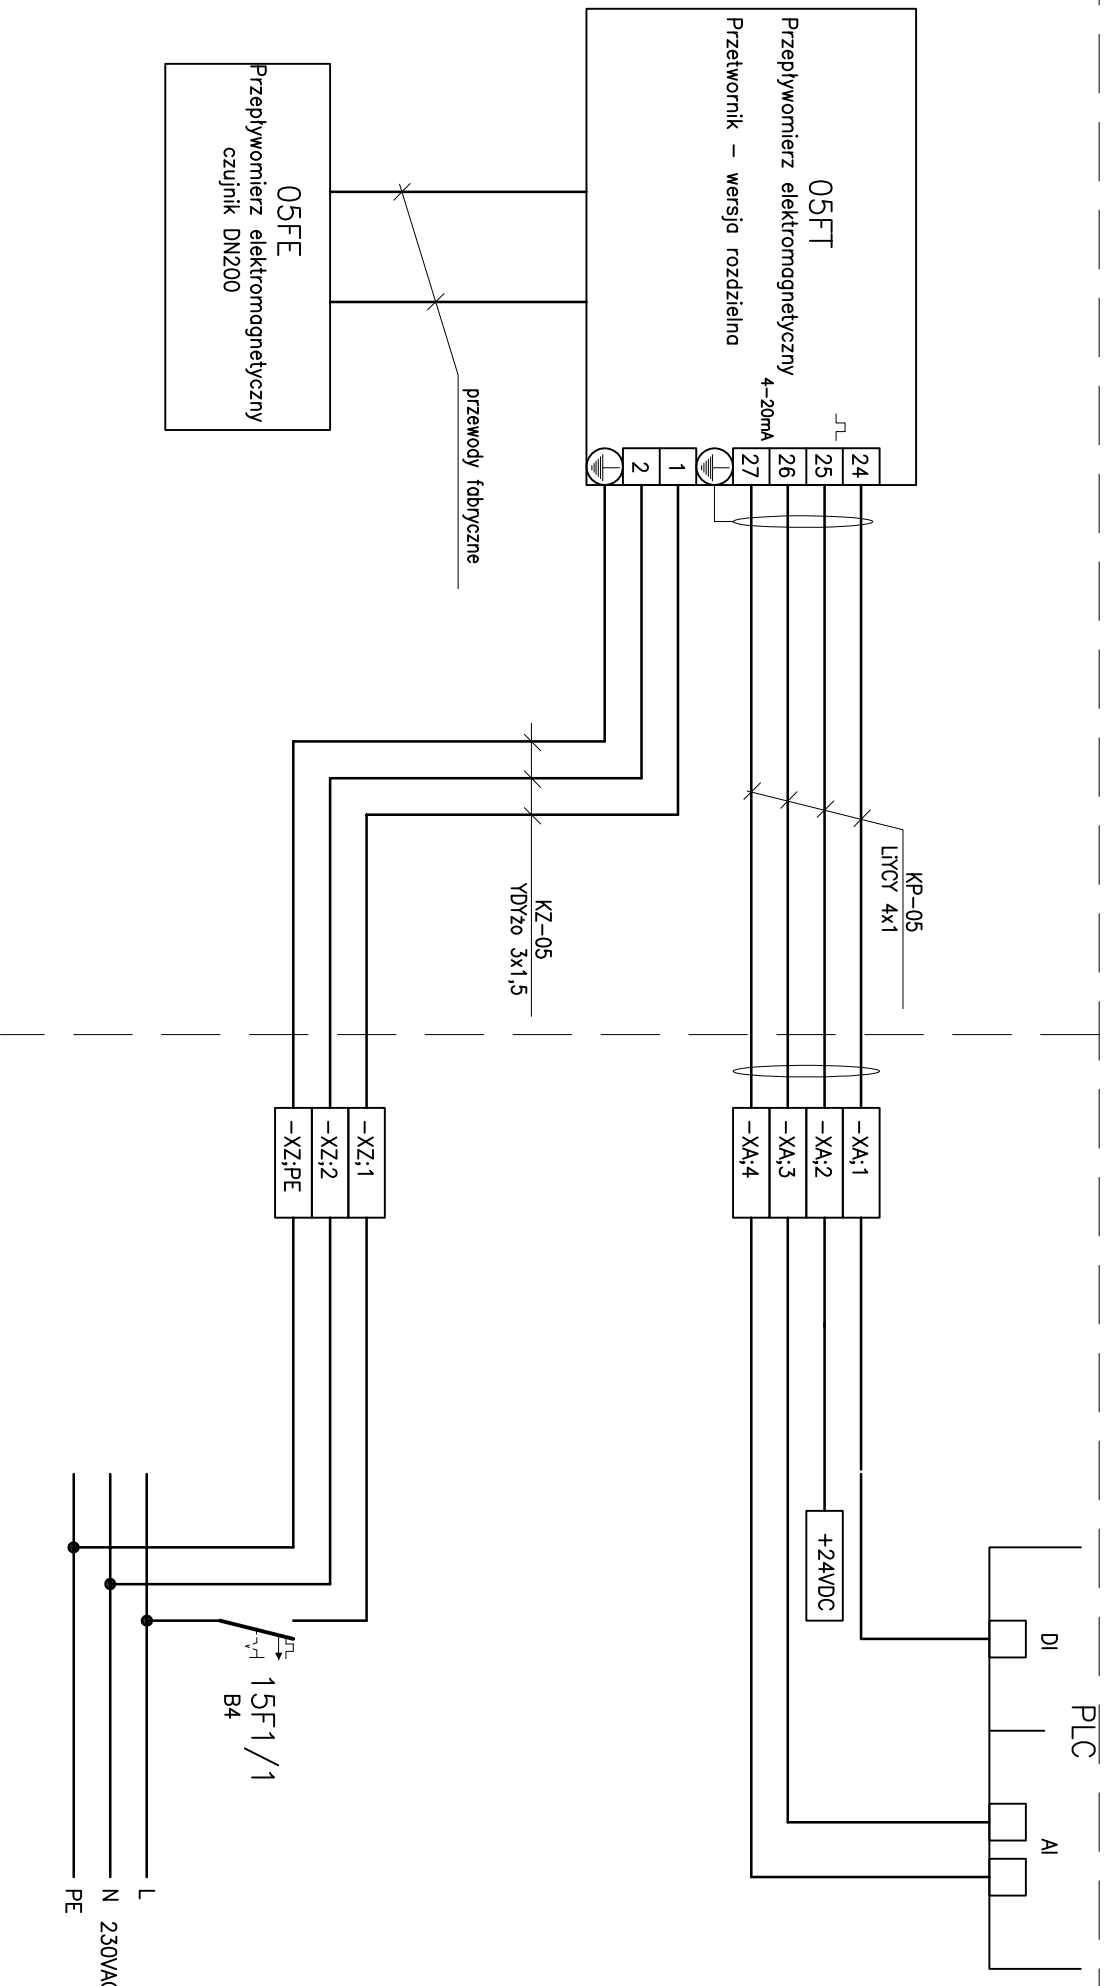 05FT
Przepływomierz elektromagnetyczny
Przetwornik – wersja rozdzielna
4–20mA
24
25
26
27
1
2
05FE
Przepływomierz elektromagnetyczny
czujnik DN200
przewody fabryczne
KP–05
LiYCY 4x1
KZ–05
YDYżo 3x1,5
–XA;1
–XA;2
–XA;3
–XA;4
–XZ;1
–XZ;2
–XZ;PE
+24VDC
PLC
DI
AI
15F1/1
B4
L
N 230VAC
PE